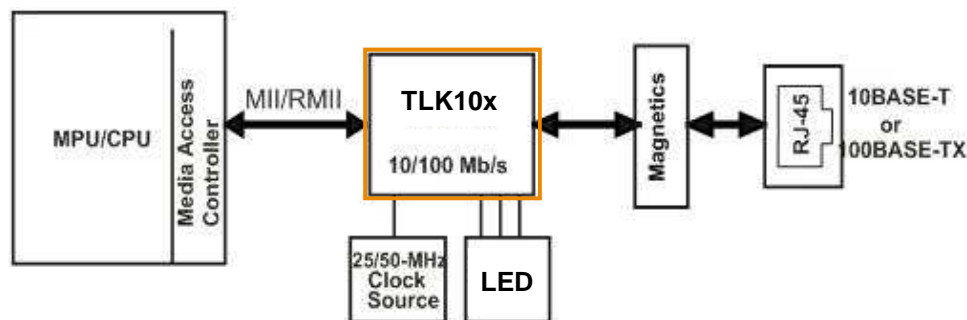 MPU/CPU
Media Access
Controller
MII/RMII
TLK10x
10/100 Mb/s
25/50-MHz
Clock
Source
LED
Magnetics
RJ-45
10BASE-T
or
100BASE-TX